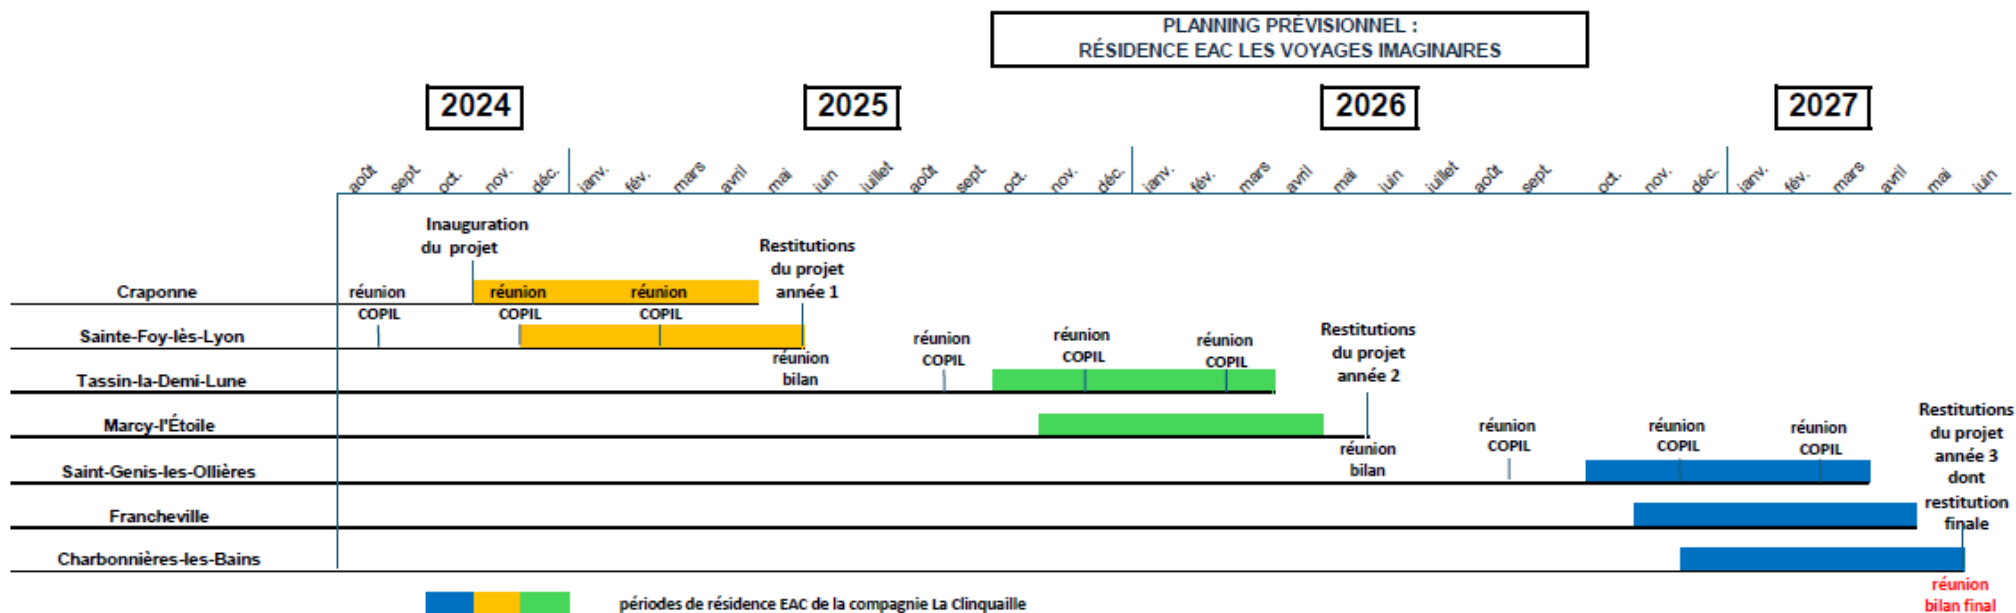 PLANNING PRÉVISIONNEL :
RÉSIDENCE EAC LES VOYAGES IMAGINAIRES
2024
2025
2026
2027
août sept. oct. nov. déc. janv. fév. mars avril mai juin juillet août sept. oct. nov. déc. janv. fév. mars avril mai juin juillet août sept. oct. nov. déc. janv. fév. mars avril mai juin
Inauguration
du projet
Restitutions
du projet
année 1
Craponne
réunion
COPIL
réunion
COPIL
réunion
COPIL
Sainte-Foy-lès-Lyon
réunion
bilan
réunion
COPIL
réunion
COPIL
réunion
COPIL
Restitutions
du projet
année 2
Tassin-la-Demi-Lune
Marcy-l'Étoile
réunion
bilan
réunion
COPIL
réunion
COPIL
réunion
COPIL
Restitutions
du projet
année 3
dont
restitution
finale
Saint-Genis-les-Ollières
Francheville
Charbonnières-les-Bains
réunion
bilan final
périodes de résidence EAC de la compagnie La Clinquaille